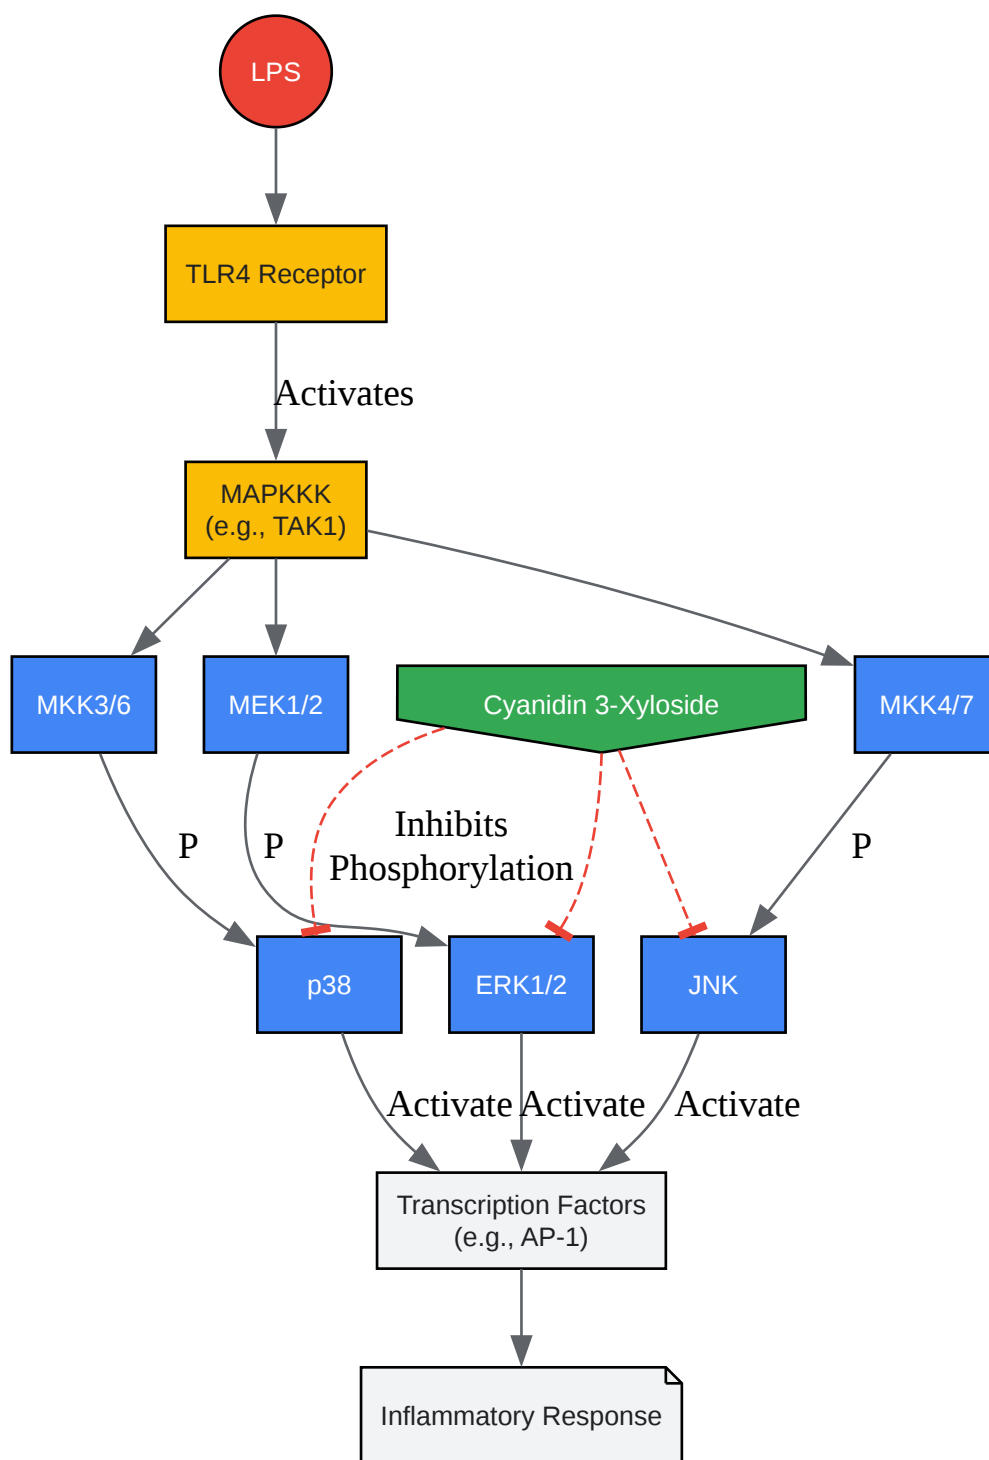 LPS
TLR4 Receptor
Activates
MAPKKK
(e.g., TAK1)
MKK3/6
MEK1/2
Cyanidin 3-Xyloside
MKK4/7
Inhibits
Phosphorylation
P
P
P
p38
ERK1/2
JNK
Activate
Activate
Activate
Transcription Factors
(e.g., AP-1)
Inflammatory Response